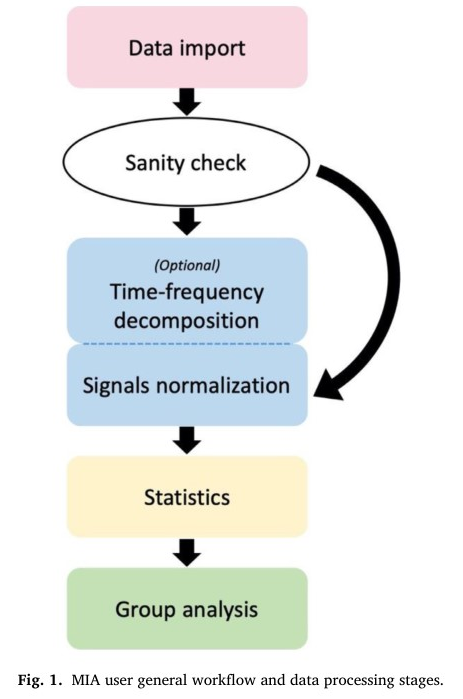 Data import
Sanity check
(Optional)
Time-frequency
decomposition
Signals normalization
Statistics
Group analysis
Fig. 1. MIA user general workflow and data processing stages.